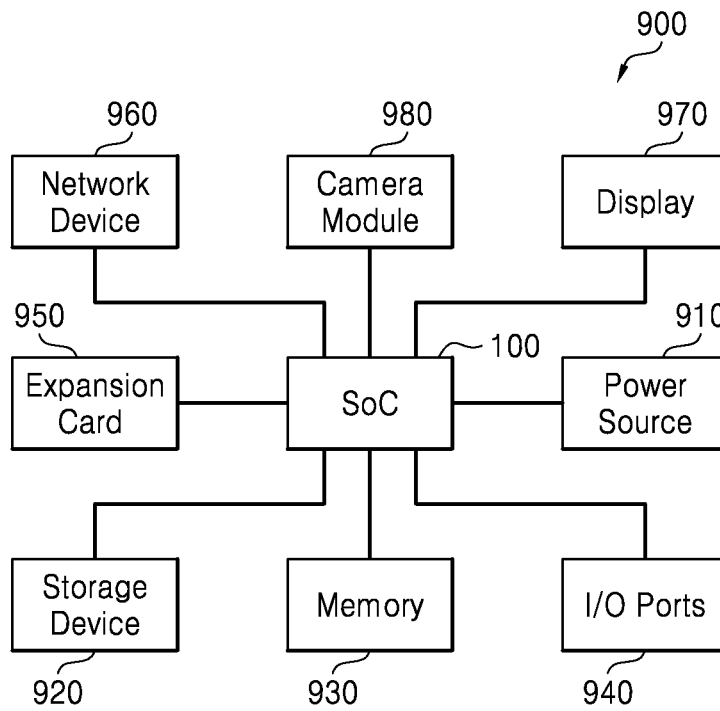 900
960
980
970
Network
Device
Camera
Module
Display
950
100
910
Expansion
Card
SoC
Power
Source
Storage
Device
Memory
I/O Ports
920
930
940